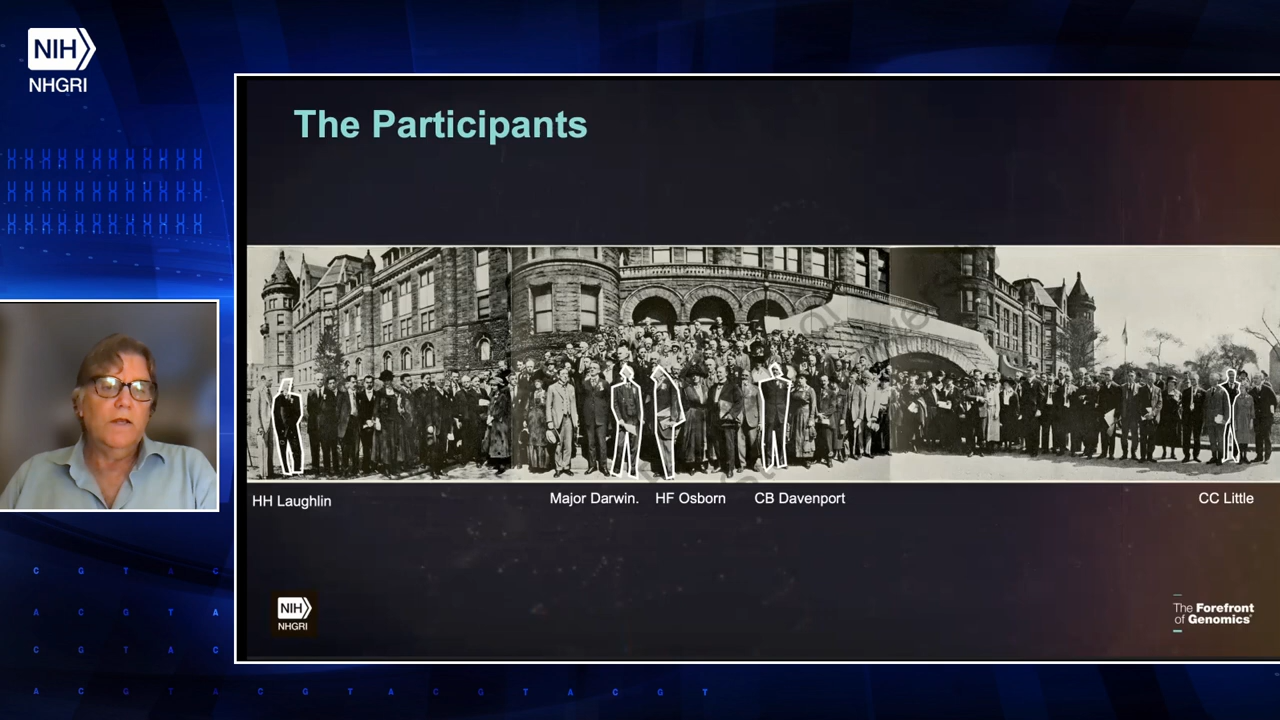 NIH
NHGRI
The Participants
HH Laughlin
Major Darwin.
HF Osborn
CB Davenport
CC Little
NIH
NHGRI
The Forefront
of Genomics®
C G T A C
A C G T A
C G T A C
A C G T A C G T A C G T A C G T